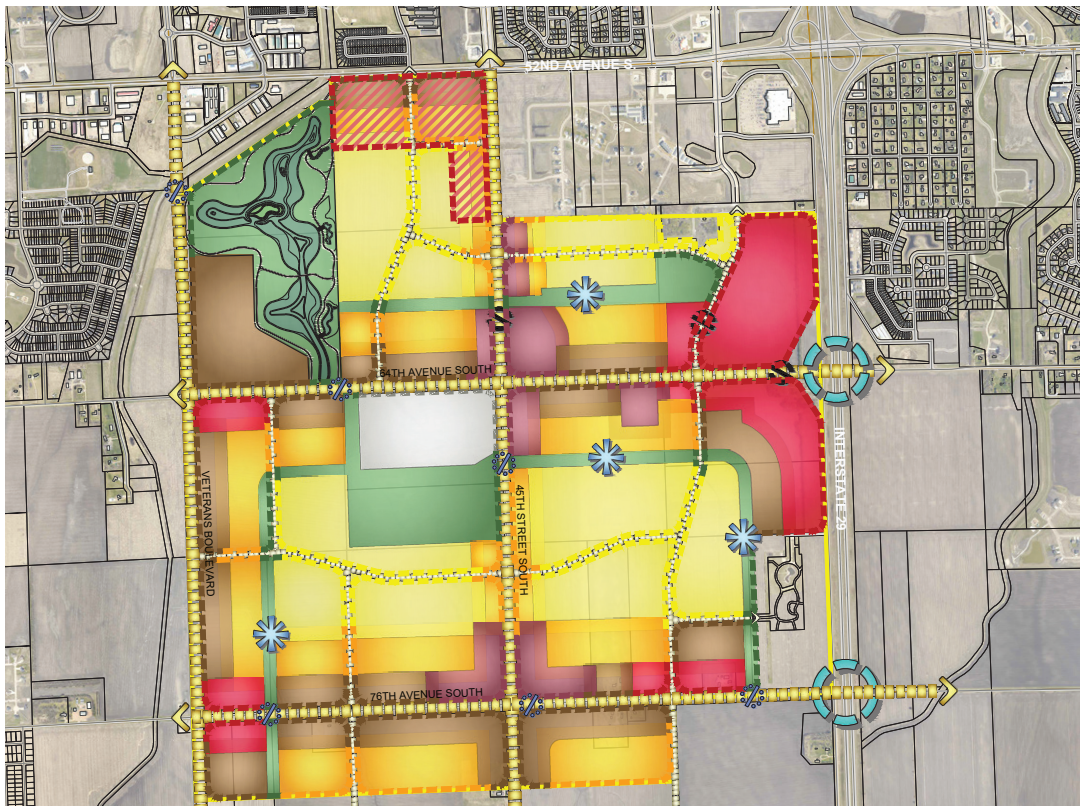 52ND AVENUE S.
64TH AVENUE SOUTH
INTERSTATE 29
VETERANS BOULEVARD
45TH STREET SOUTH
76TH AVENUE SOUTH